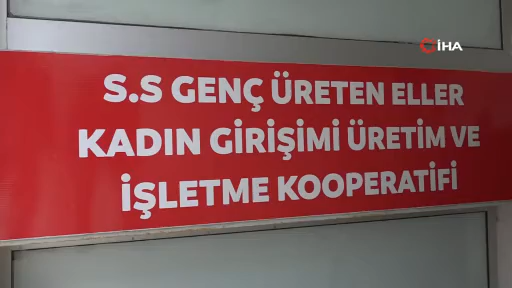 İHA
S.S GENÇ ÜRETEN ELLER
KADIN GİRİŞİMİ ÜRETİM VE
İŞLETME KOOPERATİFİ